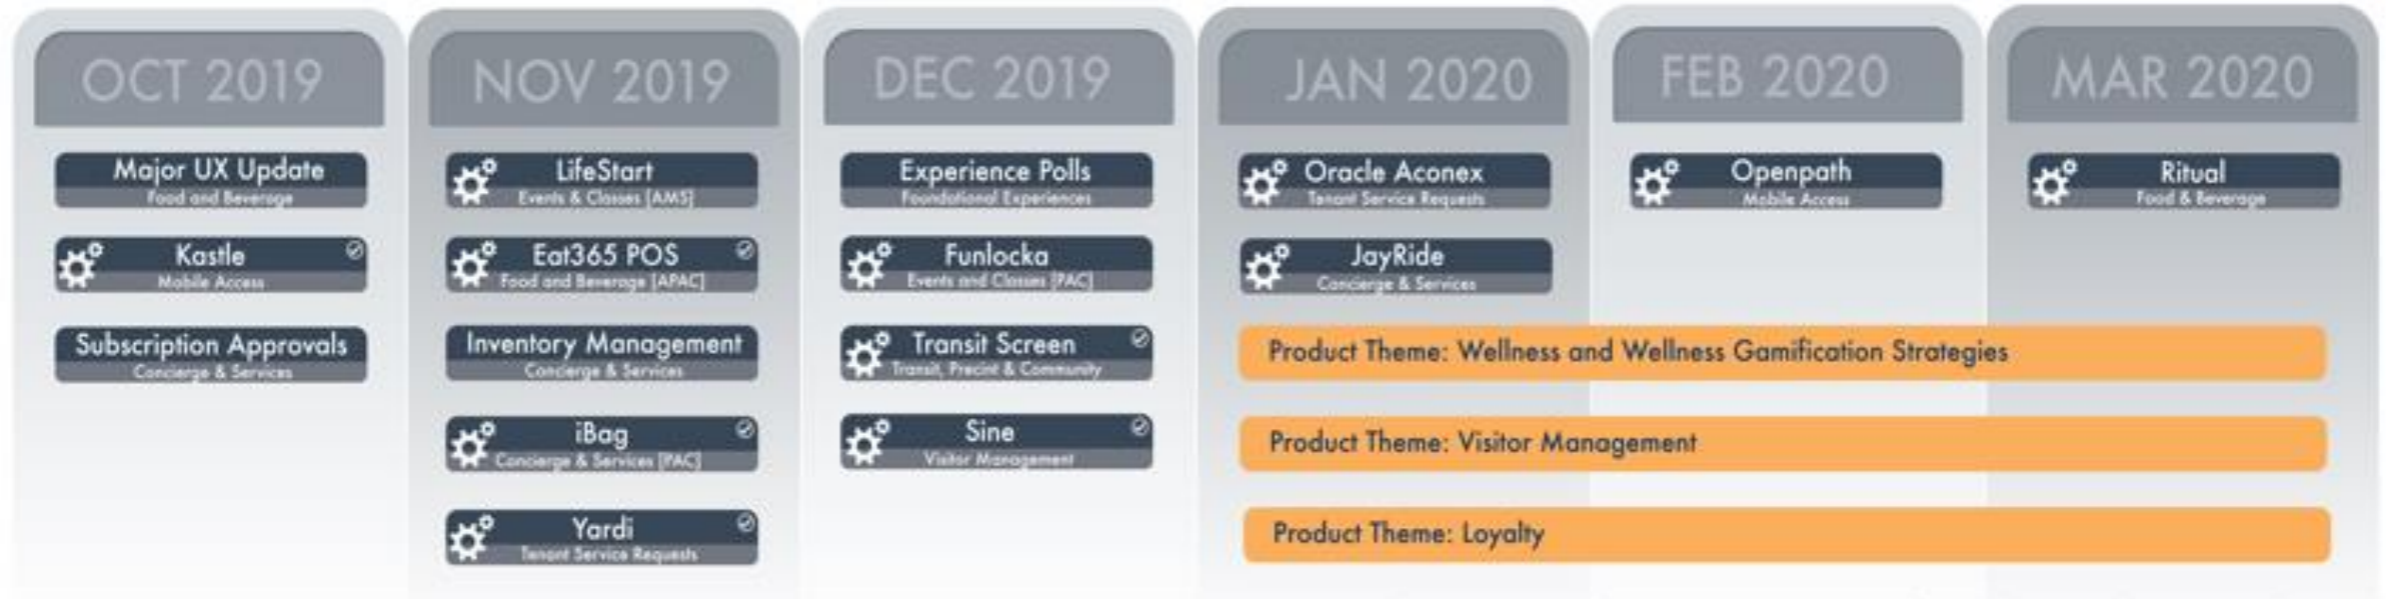 OCT 2019
Major UX Update
Food and Beverage
Kastle
Mobile Access
Subscription Approvals
Concierge & Services
NOV 2019
LifeStart
Events & Classes [AMS]
Eat365 POS
Food and Beverage [APAC]
Inventory Management
Concierge & Services
iBag
Concierge & Services [PAC]
Yardi
Tenant Service Requests
DEC 2019
Experience Polls
Foundational Experiences
Funlocka
Events and Classes [PAC]
Transit Screen
Transit, Precint & Community
Sine
Visitor Management
JAN 2020
Oracle Aconex
Tenant Service Requests
JayRide
Concierge & Services
FEB 2020
Openpath
Mobile Access
MAR 2020
Ritual
Food & Beverage
Product Theme: Wellness and Wellness Gamification Strategies
Product Theme: Visitor Management
Product Theme: Loyalty